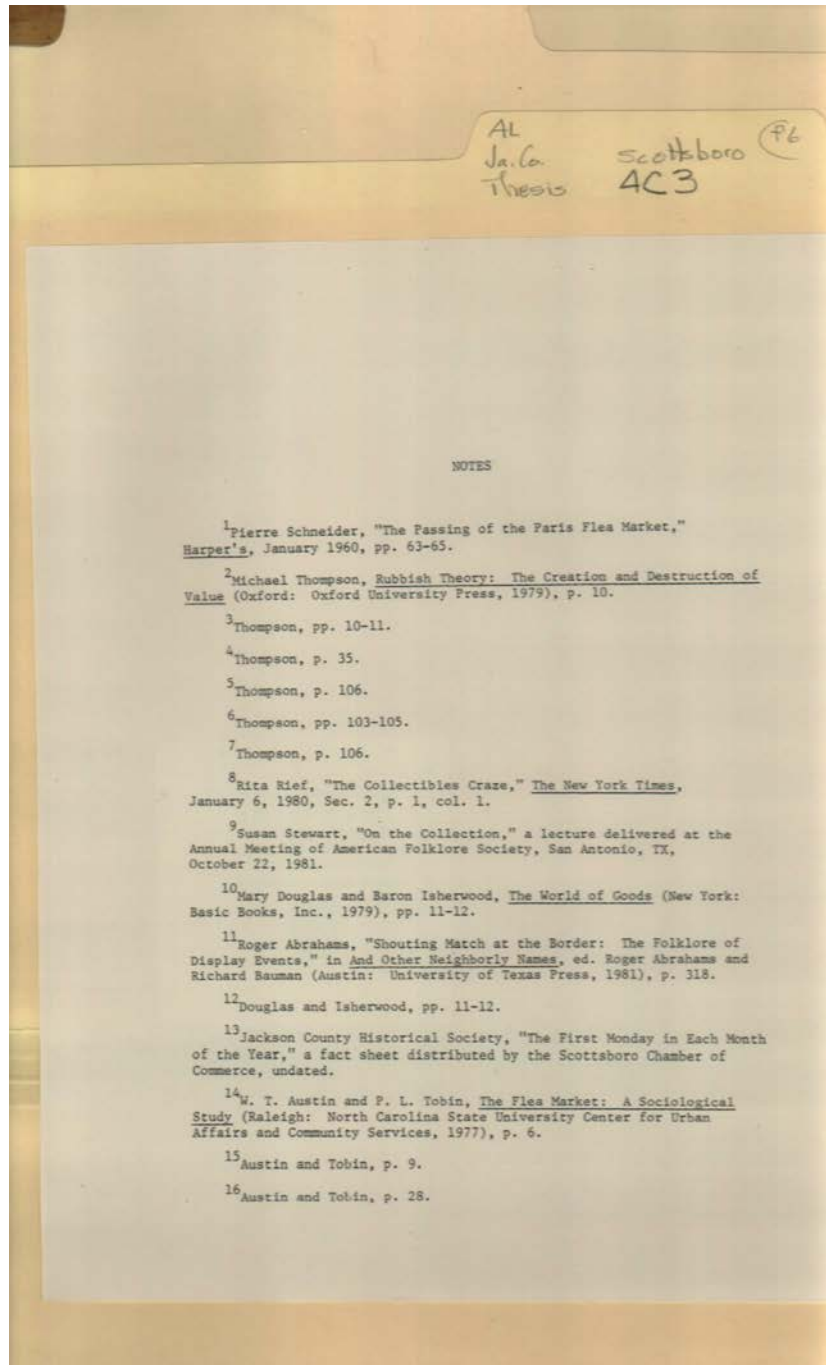 AL
Ja. Co. Scottsboro P6
Thesis 4C3
NOTES
1Pierre Schneider, "The Passing of the Paris Flea Market,"
Harper's, January 1960, pp. 63-65.
2Michael Thompson, Rubbish Theory: The Creation and Destruction of
Value (Oxford: Oxford University Press, 1979), p. 10.
3Thompson, pp. 10-11.
4Thompson, p. 35.
5Thompson, p. 106.
6Thompson, pp. 103-105.
7Thompson, p. 106.
8Rita Rief, "The Collectibles Craze," The New York Times,
January 6, 1980, Sec. 2, p. 1, col. 1.
9Susan Stewart, "On the Collection," a lecture delivered at the
Annual Meeting of American Folklore Society, San Antonio, TX,
October 22, 1981.
10Mary Douglas and Baron Isherwood, The World of Goods (New York:
Basic Books, Inc., 1979), pp. 11-12.
11Roger Abrahams, "Shouting Match at the Border: The Folklore of
Display Events," in And Other Neighborly Names, ed. Roger Abrahams and
Richard Bauman (Austin: University of Texas Press, 1981), p. 318.
12Douglas and Isherwood, pp. 11-12.
13Jackson County Historical Society, "The First Monday in Each Month
of the Year," a fact sheet distributed by the Scottsboro Chamber of
Commerce, undated.
14W. T. Austin and P. L. Tobin, The Flea Market: A Sociological
Study (Raleigh: North Carolina State University Center for Urban
Affairs and Community Services, 1977), p. 6.
15Austin and Tobin, p. 9.
16Austin and Tobin, p. 28.